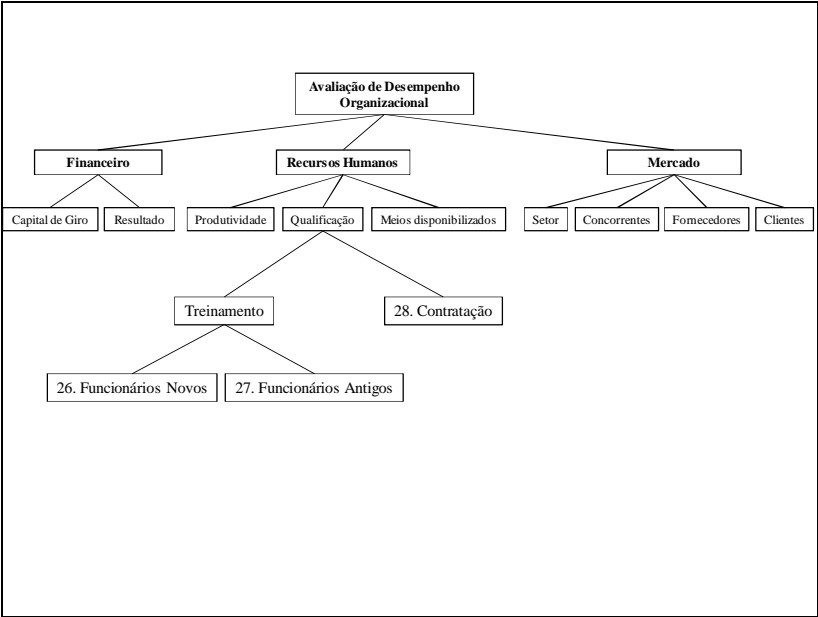 Avaliação de Desempenho
Organizacional
Financeiro
Recursos Humanos
Mercado
Capital de Giro
Resultado
Produtividade
Qualificação
Meios disponibilizados
Setor
Concorrentes
Fornecedores
Clientes
Treinamento
28. Contratação
26. Funcionários Novos
27. Funcionários Antigos